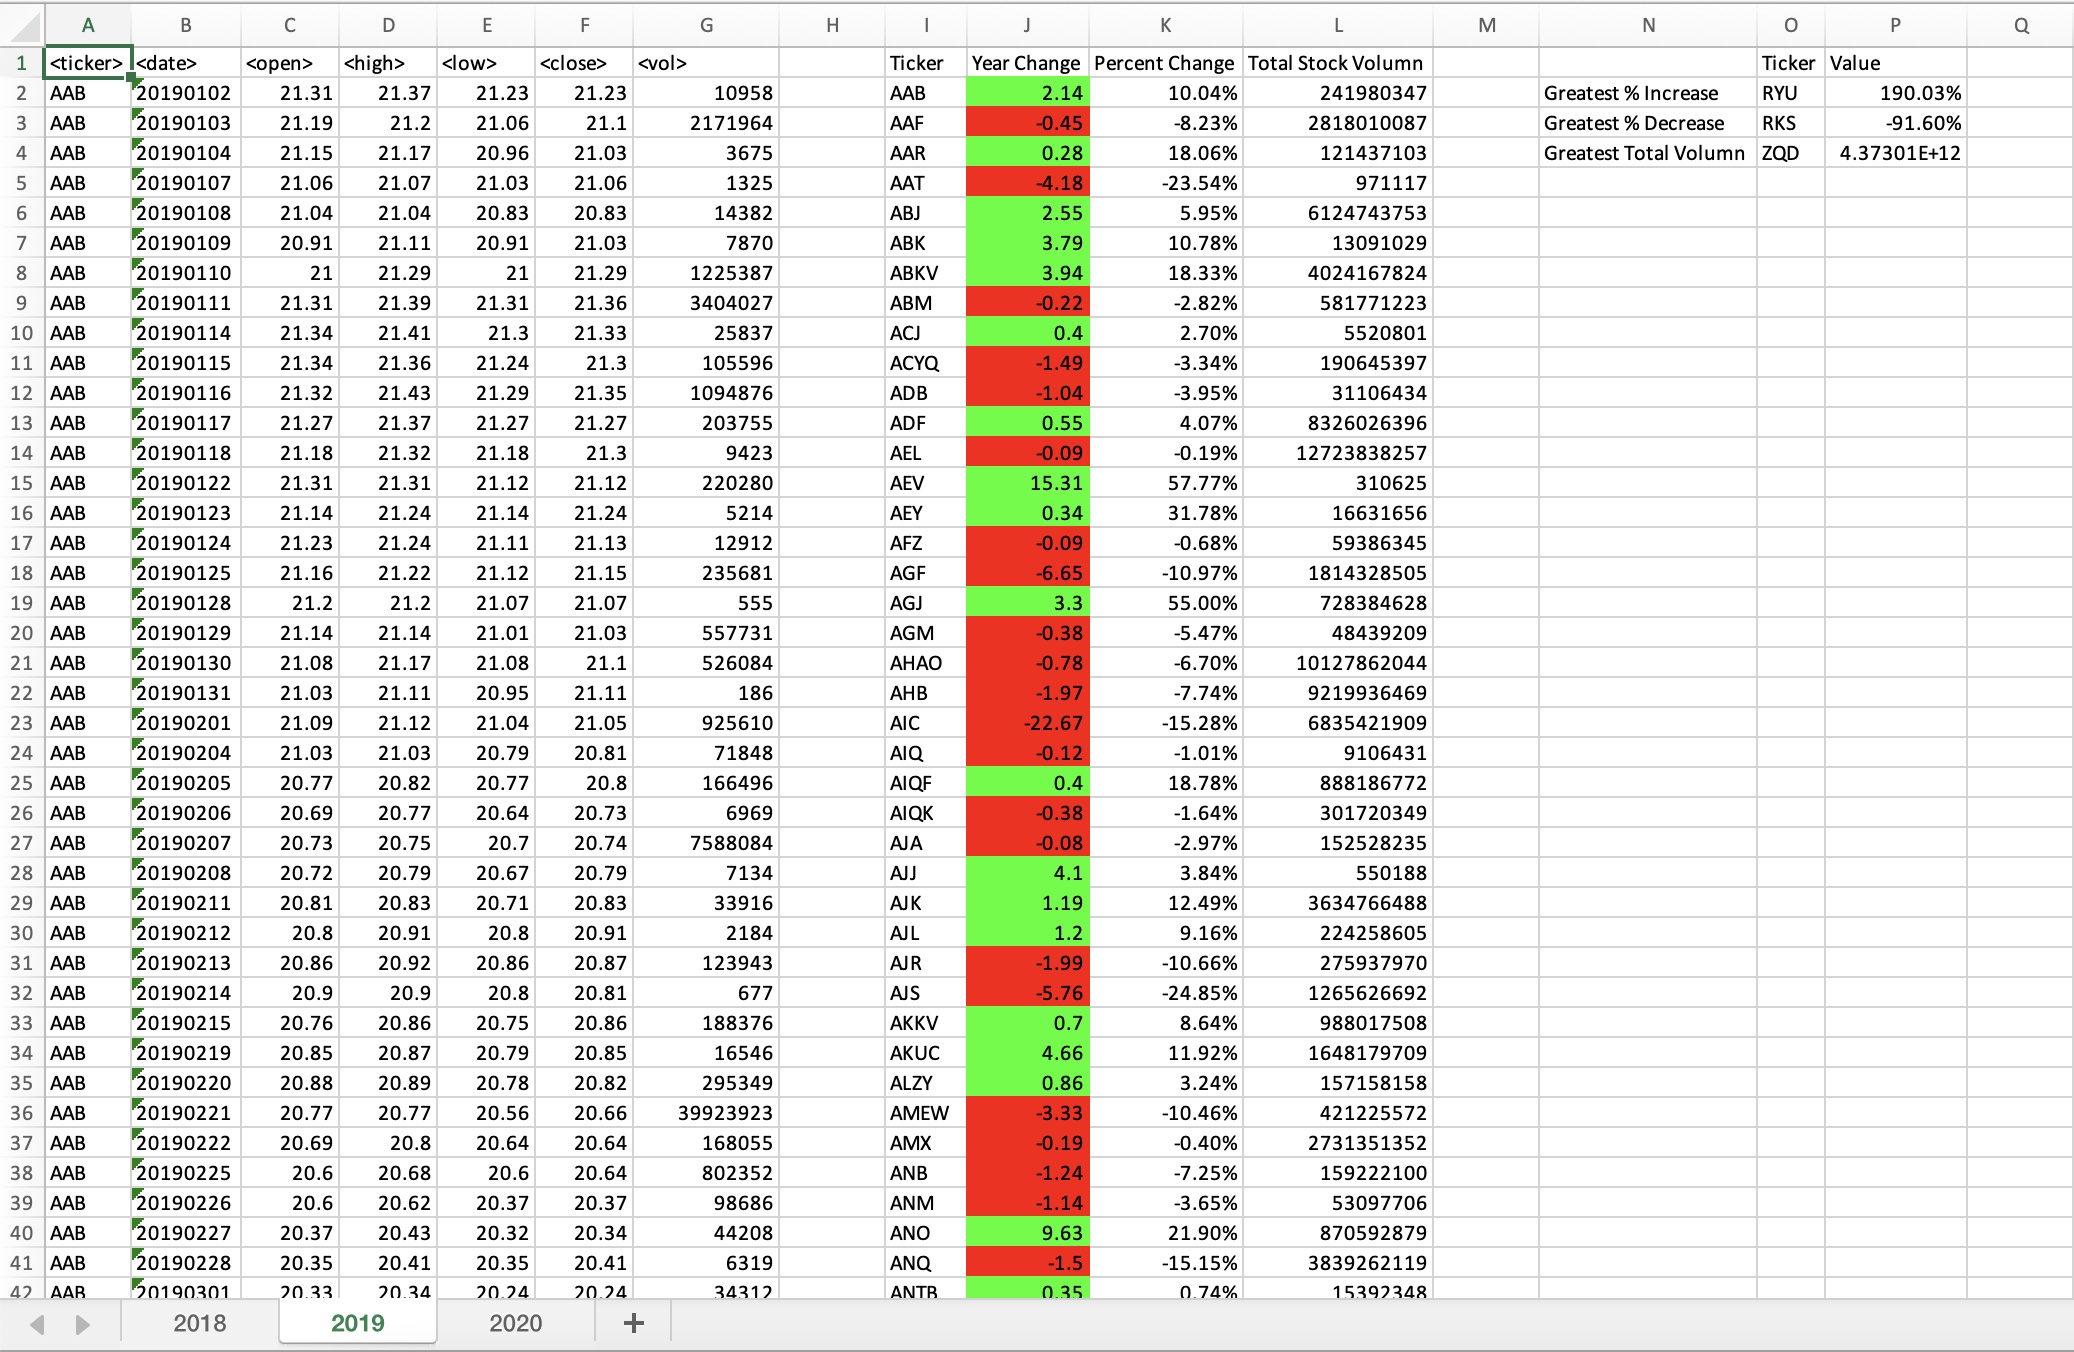 A B C D E F G H I J K L M N O P Q
1 <ticker> <date> <open> <high> <low> <close> <vol> Ticker Year Change Percent Change Total Stock Volumn Ticker Value
2 AAB 20190102 21.31 21.37 21.23 21.23 10958 AAB 2.14 10.04% 241980347 Greatest % Increase RYU 190.03%
3 AAB 20190103 21.19 21.2 21.06 21.1 2171964 AAF -0.45 -8.23% 2818010087 Greatest % Decrease RKS -91.60%
4 AAB 20190104 21.15 21.17 20.96 21.03 3675 AAR 0.28 18.06% 121437103 Greatest Total Volumn ZQD 4.37301E+12
5 AAB 20190107 21.06 21.07 21.03 21.06 1325 AAT -4.18 -23.54% 971117
6 AAB 20190108 21.04 21.04 20.83 20.83 14382 ABJ 2.55 5.95% 6124743753
7 AAB 20190109 20.91 21.11 20.91 21.03 7870 ABK 3.79 10.78% 13091029
8 AAB 20190110 21 21.29 21 21.29 1225387 ABKV 3.94 18.33% 4024167824
9 AAB 20190111 21.31 21.39 21.31 21.36 3404027 ABM -0.22 -2.82% 581771223
10 AAB 20190114 21.34 21.41 21.3 21.33 25837 ACJ 0.4 2.70% 5520801
11 AAB 20190115 21.34 21.36 21.24 21.3 105596 ACYQ -1.49 -3.34% 190645397
12 AAB 20190116 21.32 21.43 21.29 21.35 1094876 ADB -1.04 -3.95% 31106434
13 AAB 20190117 21.27 21.37 21.27 21.27 203755 ADF 0.55 4.07% 8326026396
14 AAB 20190118 21.18 21.32 21.18 21.3 9423 AEL -0.09 -0.19% 12723838257
15 AAB 20190122 21.31 21.31 21.12 21.12 220280 AEV 15.31 57.77% 310625
16 AAB 20190123 21.14 21.24 21.14 21.24 5214 AEY 0.34 31.78% 16631656
17 AAB 20190124 21.23 21.24 21.11 21.13 12912 AFZ -0.09 -0.68% 59386345
18 AAB 20190125 21.16 21.22 21.12 21.15 235681 AGF -6.65 -10.97% 1814328505
19 AAB 20190128 21.2 21.2 21.07 21.07 555 AGJ 3.3 55.00% 728384628
20 AAB 20190129 21.14 21.14 21.01 21.03 557731 AGM -0.38 -5.47% 48439209
21 AAB 20190130 21.08 21.17 21.08 21.1 526084 AHAO -0.78 -6.70% 10127862044
22 AAB 20190131 21.03 21.11 20.95 21.11 186 AHB -1.97 -7.74% 9219936469
23 AAB 20190201 21.09 21.12 21.04 21.05 925610 AIC -22.67 -15.28% 6835421909
24 AAB 20190204 21.03 21.03 20.79 20.81 71848 AIQ -0.12 -1.01% 9106431
25 AAB 20190205 20.77 20.82 20.77 20.8 166496 AIQF 0.4 18.78% 888186772
26 AAB 20190206 20.69 20.77 20.64 20.73 6969 AIQK -0.38 -1.64% 301720349
27 AAB 20190207 20.73 20.75 20.7 20.74 7588084 AJA -0.08 -2.97% 152528235
28 AAB 20190208 20.72 20.79 20.67 20.79 7134 AJJ 4.1 3.84% 550188
29 AAB 20190211 20.81 20.83 20.71 20.83 33916 AJK 1.19 12.49% 3634766488
30 AAB 20190212 20.8 20.91 20.8 20.91 2184 AJL 1.2 9.16% 224258605
31 AAB 20190213 20.86 20.92 20.86 20.87 123943 AJR -1.99 -10.66% 275937970
32 AAB 20190214 20.9 20.9 20.8 20.81 677 AJS -5.76 -24.85% 1265626692
33 AAB 20190215 20.76 20.86 20.75 20.86 188376 AKKV 0.7 8.64% 988017508
34 AAB 20190219 20.85 20.87 20.79 20.85 16546 AKUC 4.66 11.92% 1648179709
35 AAB 20190220 20.88 20.89 20.78 20.82 295349 ALZY 0.86 3.24% 157158158
36 AAB 20190221 20.77 20.77 20.56 20.66 39923923 AMEW -3.33 -10.46% 421225572
37 AAB 20190222 20.69 20.8 20.64 20.64 168055 AMX -0.19 -0.40% 2731351352
38 AAB 20190225 20.6 20.68 20.6 20.64 802352 ANB -1.24 -7.25% 159222100
39 AAB 20190226 20.6 20.62 20.37 20.37 98686 ANM -1.14 -3.65% 53097706
40 AAB 20190227 20.37 20.43 20.32 20.34 44208 ANO 9.63 21.90% 870592879
41 AAB 20190228 20.35 20.41 20.35 20.41 6319 ANQ -1.5 -15.15% 3839262119
42 AAB 20190301 20.33 20.34 20.24 20.24 34312 ANTB 0.35 0.74% 15392348
2018 2019 2020 +